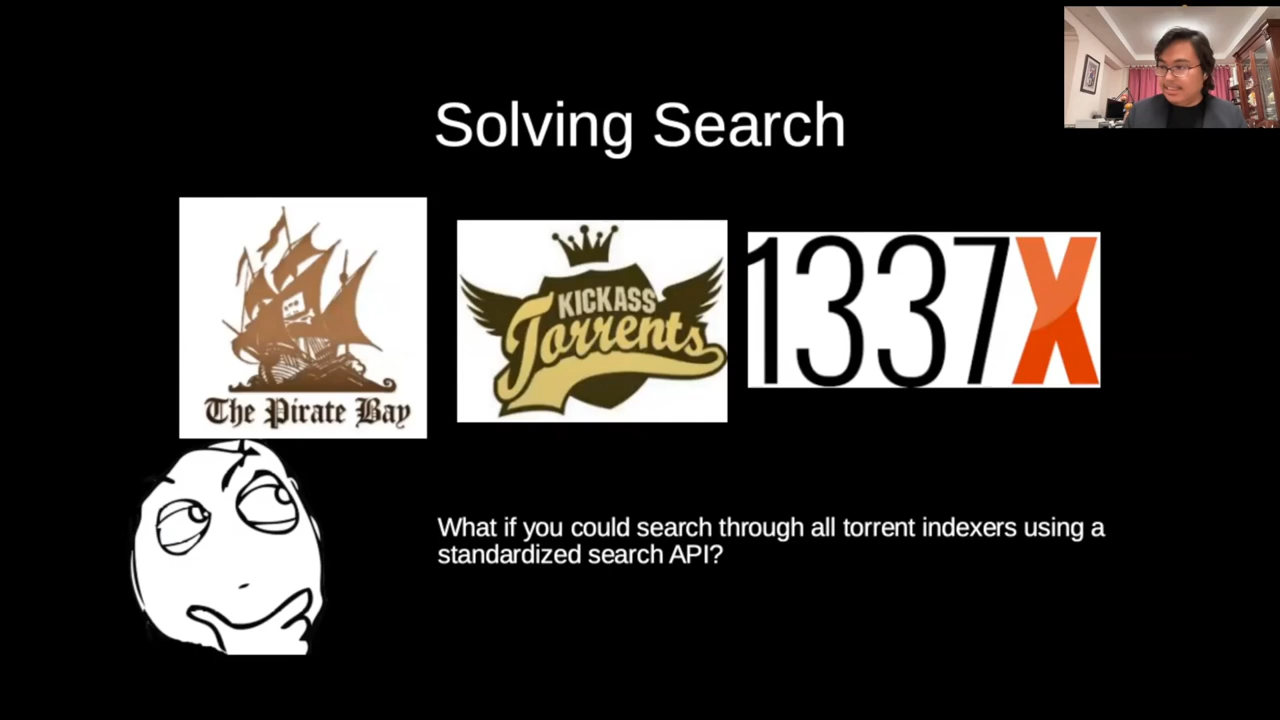 Solving Search
The Pirate Bay
KICKASS
Torrents
1337X
What if you could search through all torrent indexers using a
standardized search API?